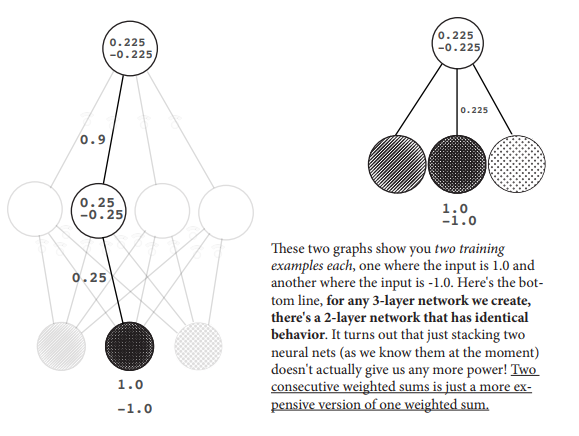 0.225
-0.225
0.9
0.25
-0.25
0.25
1.0
-1.0
0.225
-0.225
0.225
1.0
-1.0
These two graphs show you two training
examples each, one where the input is 1.0 and
another where the input is -1.0. Here's the bot-
tom line, for any 3-layer network we create,
there's a 2-layer network that has identical
behavior. It turns out that just stacking two
neural nets (as we know them at the moment)
doesn't actually give us any more power! Two
consecutive weighted sums is just a more ex-
pensive version of one weighted sum.